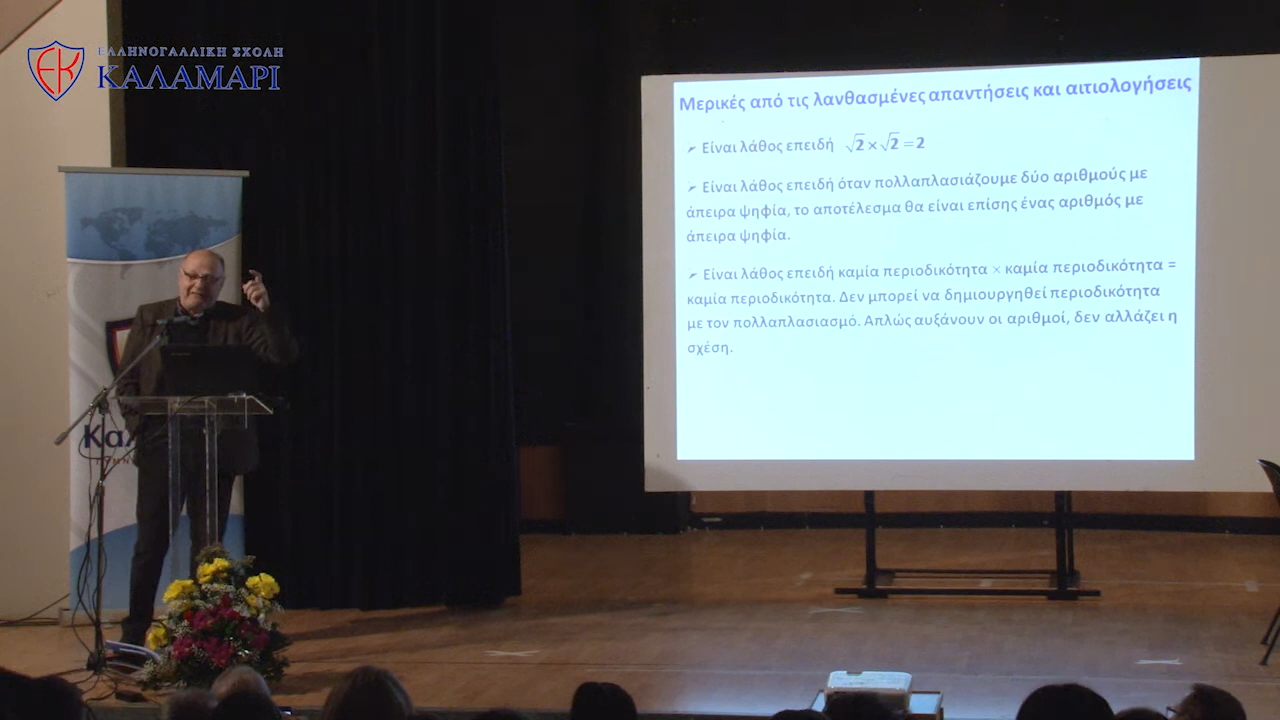 ΕΛΛΗΝΟΓΑΛΛΙΚΗ ΣΧΟΛΗ
ΚΑΛΑΜΑΡΙ
ΕΚ
Μερικές από τις λανθασμένες απαντήσεις και αιτιολογήσεις
➢ Είναι λάθος επειδή √2 × √2 = 2
➢ Είναι λάθος επειδή όταν πολλαπλασιάζουμε δύο αριθμούς με
άπειρα ψηφία, το αποτέλεσμα θα είναι επίσης ένας αριθμός με
άπειρα ψηφία.
➢ Είναι λάθος επειδή καμία περιοδικότητα × καμία περιοδικότητα =
καμία περιοδικότητα. Δεν μπορεί να δημιουργηθεί περιοδικότητα
με τον πολλαπλασιασμό. Απλώς αυξάνουν οι αριθμοί, δεν αλλάζει η
σχέση.